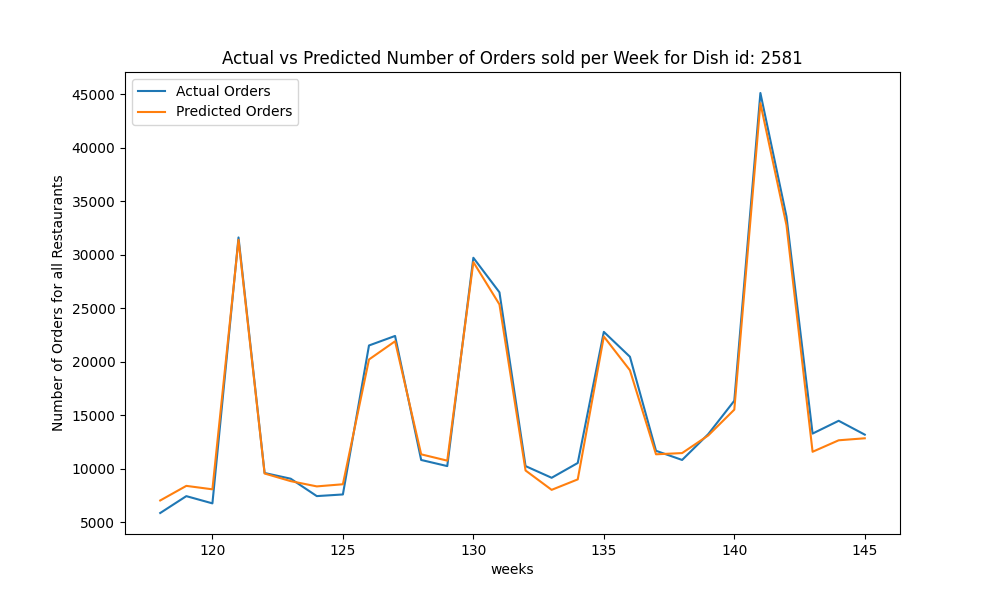 Actual vs Predicted Number of Orders sold per Week for Dish id: 2581
Actual Orders
Predicted Orders
Number of Orders for all Restaurants
45000
40000
35000
30000
25000
20000
15000
10000
5000
120 125 130 135 140 145
weeks